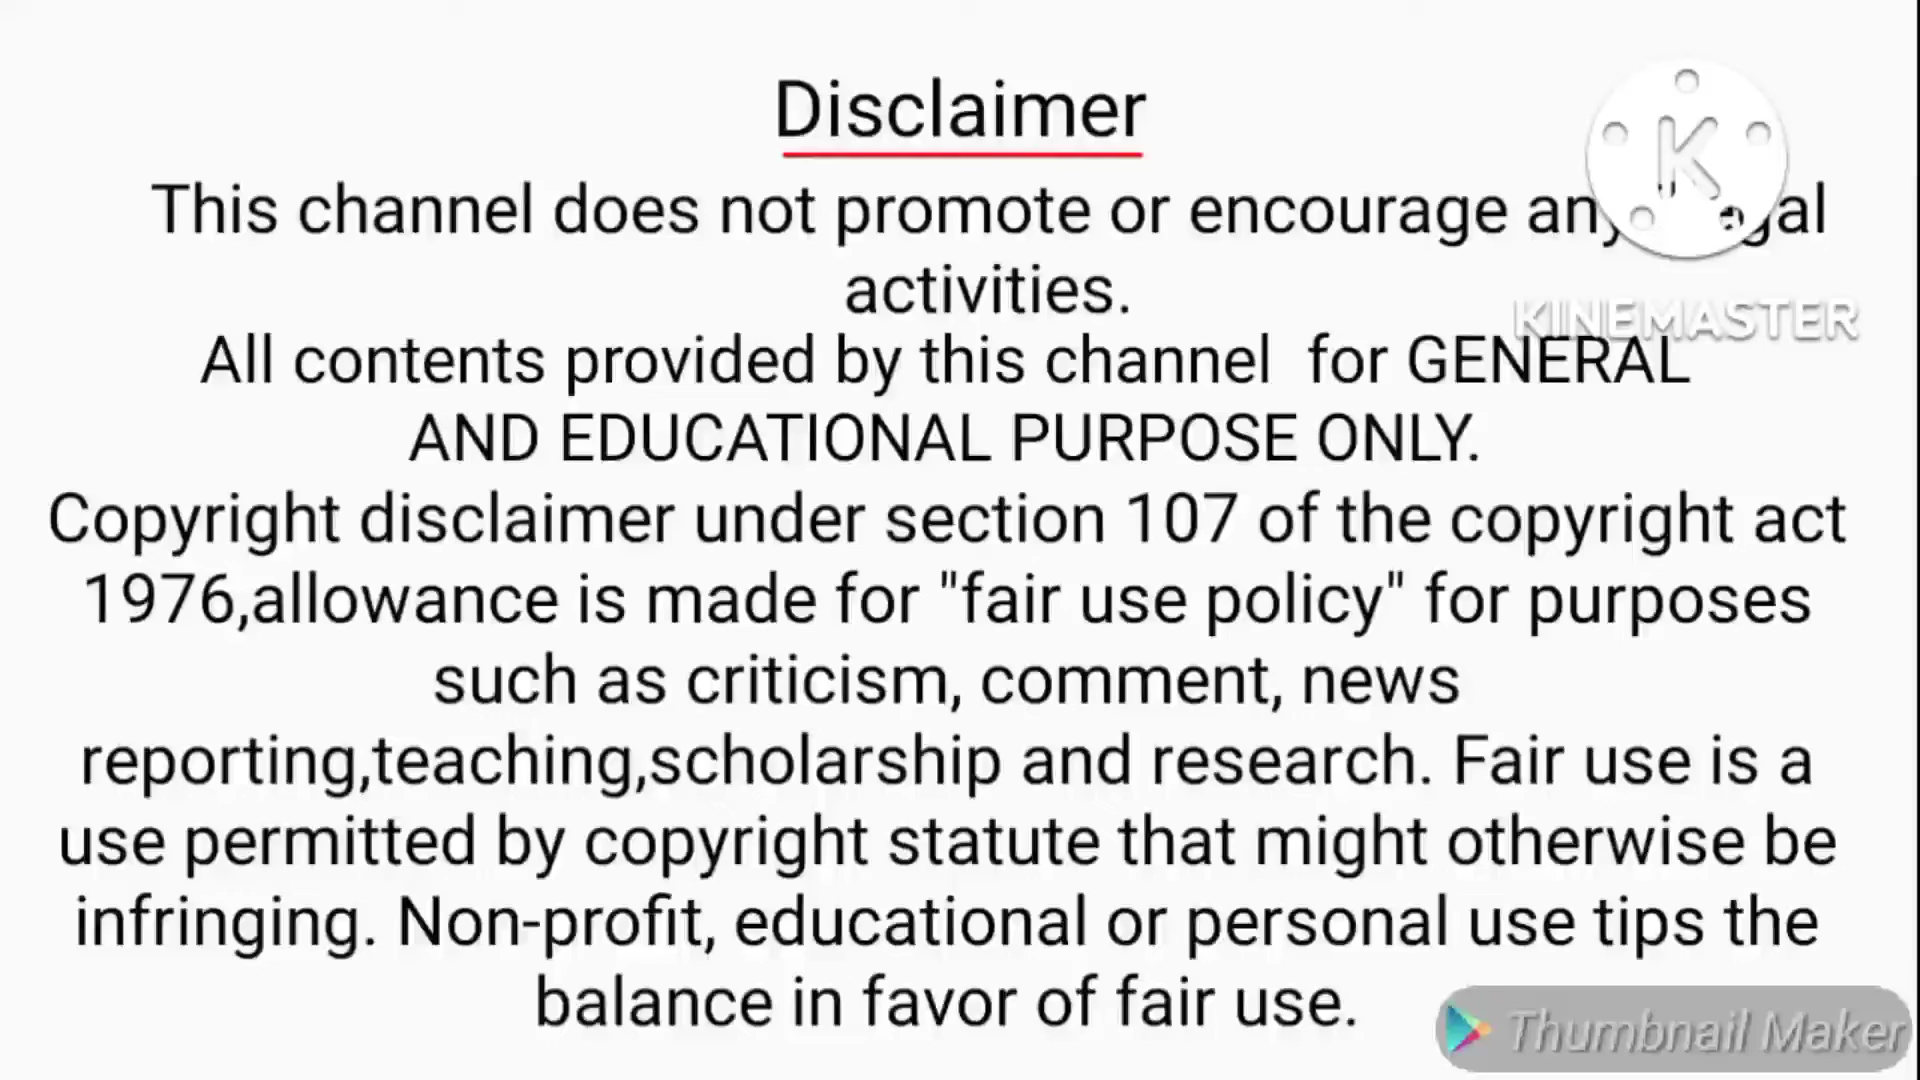 Disclaimer
This channel does not promote or encourage any illegal
activities.
KINEMASTER
All contents provided by this channel  for GENERAL
AND EDUCATIONAL PURPOSE ONLY.
Copyright disclaimer under section 107 of the copyright act
1976,allowance is made for "fair use policy" for purposes
such as criticism, comment, news
reporting,teaching,scholarship and research. Fair use is a
use permitted by copyright statute that might otherwise be
infringing. Non-profit, educational or personal use tips the
balance in favor of fair use.
Thumbnail Maker